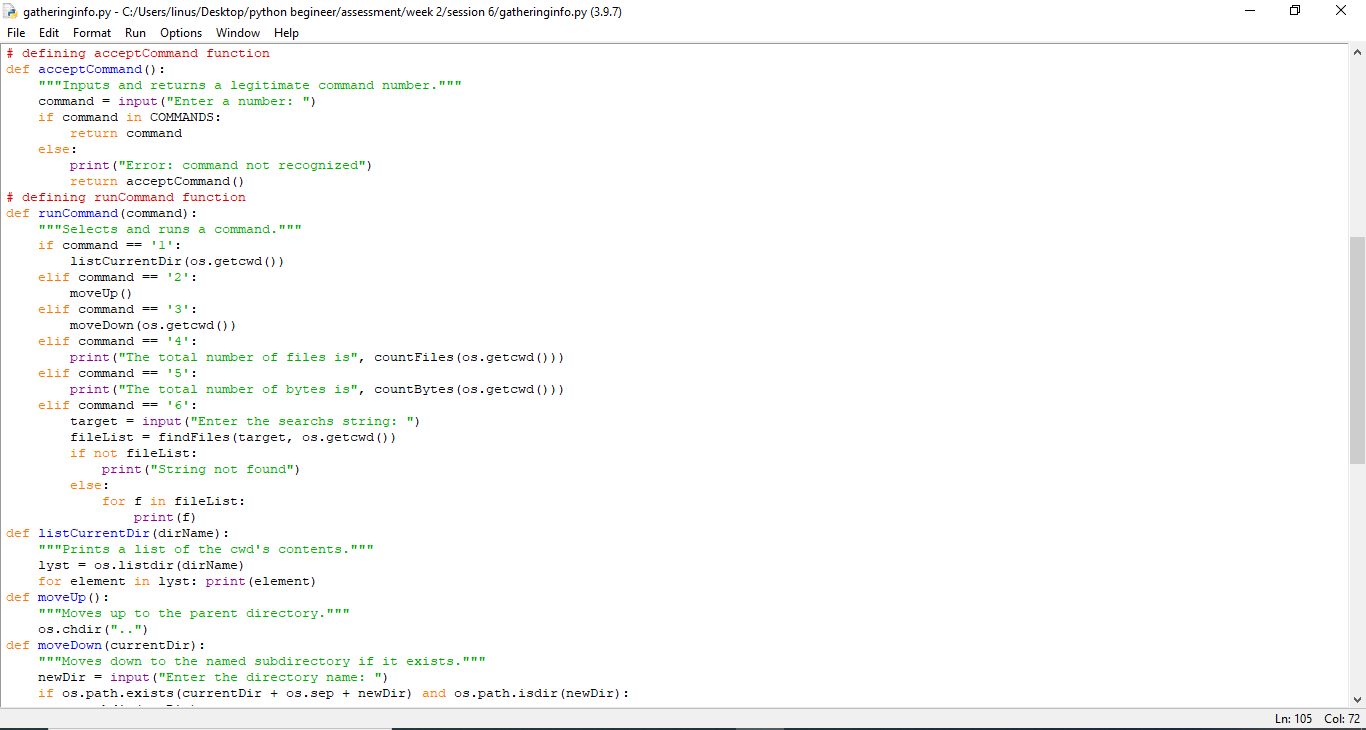 gatheringinfo.py - C:/Users/linus/Desktop/python begineer/assessment/week 2/session 6/gatheringinfo.py (3.9.7)
File Edit Format Run Options Window Help
# defining acceptCommand function
def acceptCommand():
    """Inputs and returns a legitimate command number."""
    command = input("Enter a number: ")
    if command in COMMANDS:
        return command
    else:
        print("Error: command not recognized")
        return acceptCommand()
# defining runCommand function
def runCommand(command):
    """Selects and runs a command."""
    if command == '1':
        listCurrentDir(os.getcwd())
    elif command == '2':
        moveUp()
    elif command == '3':
        moveDown(os.getcwd())
    elif command == '4':
        print("The total number of files is", countFiles(os.getcwd()))
    elif command == '5':
        print("The total number of bytes is", countBytes(os.getcwd()))
    elif command == '6':
        target = input("Enter the searchs string: ")
        fileList = findFiles(target, os.getcwd())
        if not fileList:
            print("String not found")
        else:
            for f in fileList:
                print(f)
def listCurrentDir(dirName):
    """Prints a list of the cwd's contents."""
    lyst = os.listdir(dirName)
    for element in lyst: print(element)
def moveUp():
    """Moves up to the parent directory."""
    os.chdir("..")
def moveDown(currentDir):
    """Moves down to the named subdirectory if it exists."""
    newDir = input("Enter the directory name: ")
    if os.path.exists(currentDir + os.sep + newDir) and os.path.isdir(newDir):
Ln: 105 Col: 72